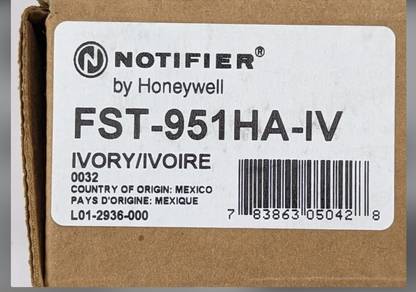 NOTIFIER®
by Honeywell
FST-951HA-IV
IVORY/IVOIRE
0032
COUNTRY OF ORIGIN: MEXICO
PAYS D'ORIGINE: MEXIQUE
L01-2936-000
7 83863 05042 8